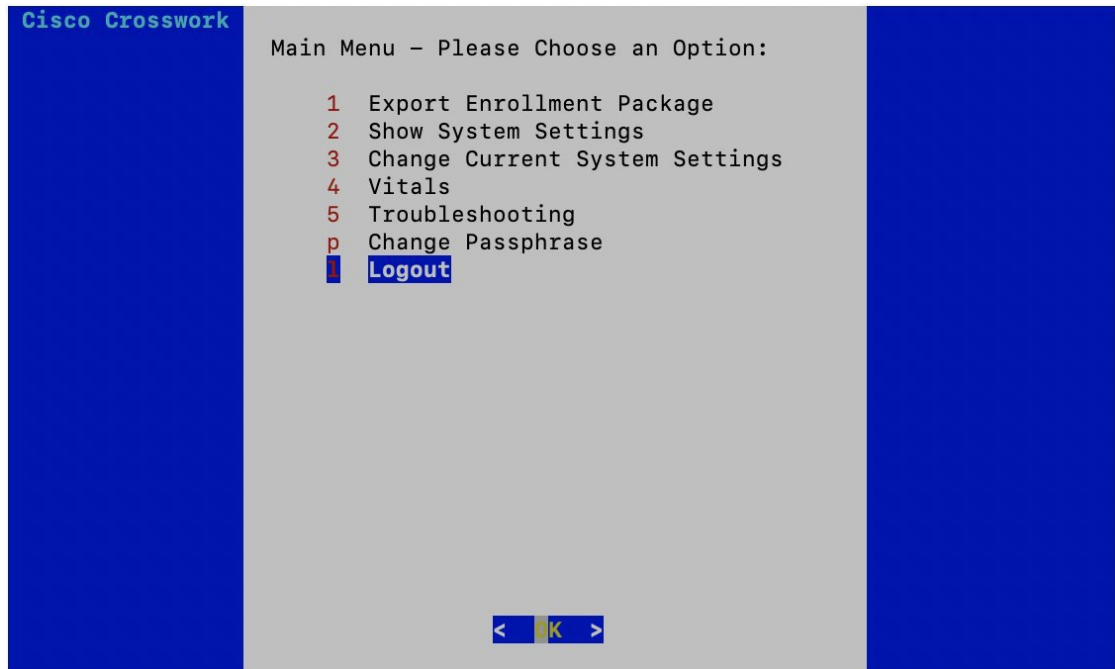 Cisco Crosswork
Main Menu – Please Choose an Option:
1 Export Enrollment Package
2 Show System Settings
3 Change Current System Settings
4 Vitals
5 Troubleshooting
p Change Passphrase
l Logout
< OK >